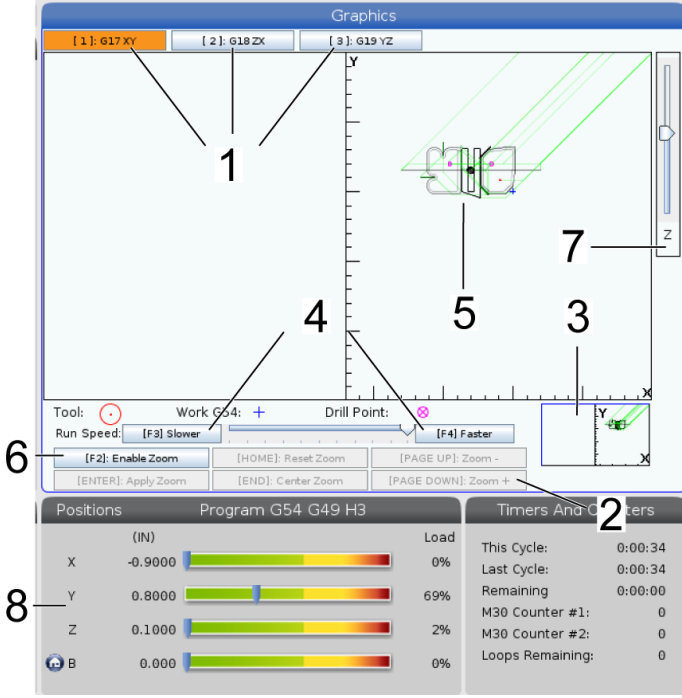 Graphics
[ 1 ]: G17 XY [ 2 ]: G18 ZX [ 3 ]: G19 YZ
Y
1
Z
7
5
4
3
X
Tool: Work G54: + Drill Point:
Run Speed: [F3] Slower [F4] Faster
Y
X
6
[F2]: Enable Zoom [HOME]: Reset Zoom [PAGE UP]: Zoom -
[ENTER]: Apply Zoom [END]: Center Zoom [PAGE DOWN]: Zoom +
2
Positions Program G54 G49 H3
(IN) Load
X -0.9000 0%
Y 0.8000 69%
8
Z 0.1000 2%
B 0.000 0%
Timers And C ters
This Cycle: 0:00:34
Last Cycle: 0:00:34
Remaining 0:00:00
M30 Counter #1: 0
M30 Counter #2: 0
Loops Remaining: 0